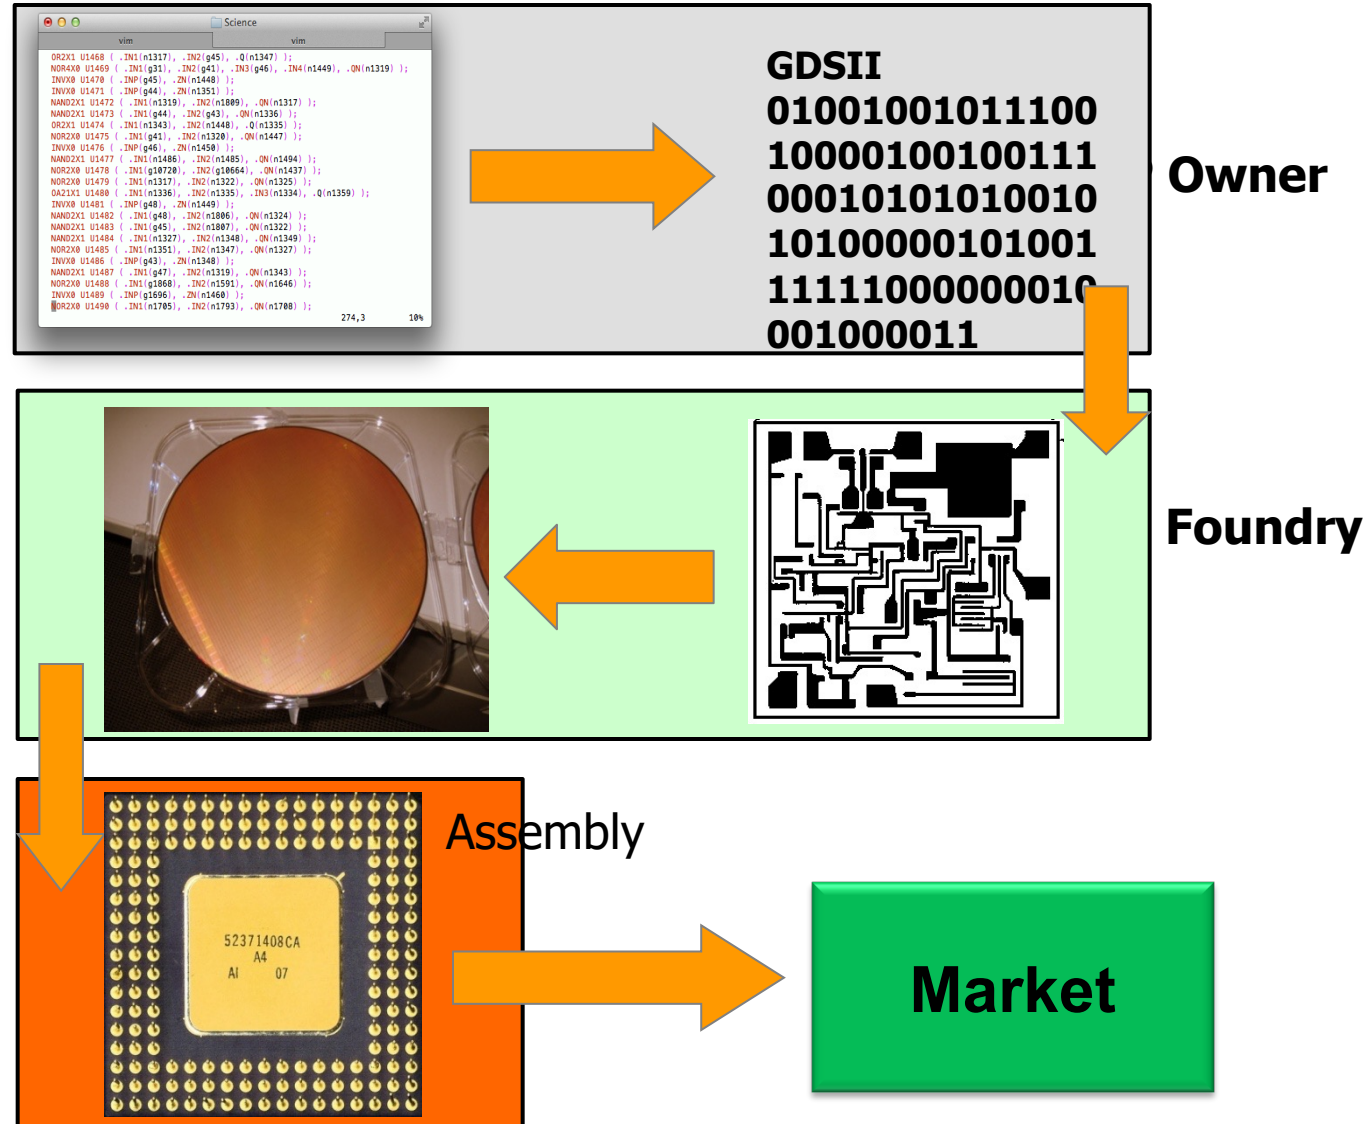 Science
vim vim
OR2X1 U1468 ( .IN1(n1317), .IN2(g45), .Q(n1347) );
NOR4X0 U1469 ( .IN1(g31), .IN2(g41), .IN3(g46), .IN4(n1449), .QN(n1319) );
INVX0 U1470 ( .INP(g45), .ZN(n1448) );
INVX0 U1471 ( .INP(g44), .ZN(n1351) );
NAND2X1 U1472 ( .IN1(n1319), .IN2(n1809), .QN(n1317) );
NAND2X1 U1473 ( .IN1(g44), .IN2(g43), .QN(n1336) );
OR2X1 U1474 ( .IN1(n1343), .IN2(n1448), .Q(n1335) );
NOR2X0 U1475 ( .IN1(g41), .IN2(n1320), .QN(n1447) );
INVX0 U1476 ( .INP(g46), .ZN(n1450) );
NAND2X1 U1477 ( .IN1(n1486), .IN2(n1485), .QN(n1494) );
NOR2X0 U1478 ( .IN1(g10720), .IN2(g10664), .QN(n1437) );
NOR2X0 U1479 ( .IN1(n1317), .IN2(n1322), .QN(n1325) );
OA21X1 U1480 ( .IN1(n1336), .IN2(n1335), .IN3(n1334), .Q(n1359) );
INVX0 U1481 ( .INP(g48), .ZN(n1449) );
NAND2X1 U1482 ( .IN1(g48), .IN2(n1806), .QN(n1324) );
NAND2X1 U1483 ( .IN1(g45), .IN2(n1807), .QN(n1322) );
NAND2X1 U1484 ( .IN1(n1327), .IN2(n1348), .QN(n1349) );
NOR2X0 U1485 ( .IN1(n1351), .IN2(n1347), .QN(n1327) );
INVX0 U1486 ( .INP(g43), .ZN(n1348) );
NAND2X1 U1487 ( .IN1(g47), .IN2(n1319), .QN(n1343) );
NOR2X0 U1488 ( .IN1(g1868), .IN2(n1591), .QN(n1646) );
INVX0 U1489 ( .INP(g1696), .ZN(n1460) );
NOR2X0 U1490 ( .IN1(n1705), .IN2(n1793), .QN(n1708) );
274,3 10%
GDSII
01001001011100
10000100100111
00010101010010
10100000101001
11111000000010
001000011
Owner
Foundry
Assembly
52371408CA
A4
AI 07
Market